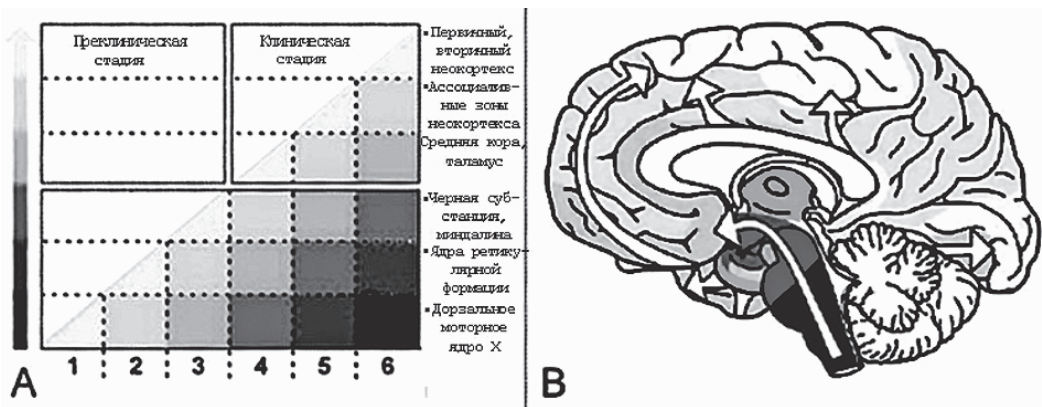 Преклиническая
стадия
Клиническая
стадия
▪Первичный,
вторичный
неокортекс
▪Ассоциатив-
ные зоны
неокортекса
Средняя кора,
таламус
▪Черная суб-
станция,
миндалина
▪Ядра ретику-
лярной
формации
▪Дорзальное
моторное
ядро X
1 2 3 4 5 6
A
B